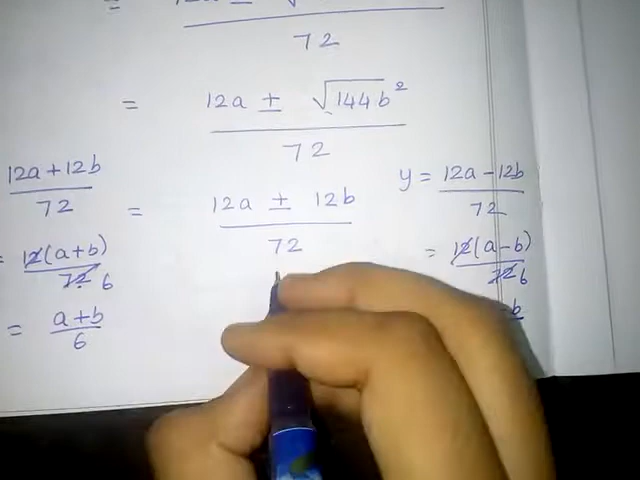 =
72
= 12a ± √144b²
72
12a + 12b
72
= 12a ± 12b
72
y = 12a - 12b
72
= 12(a+b)
72 6
= 12(a-b)
72 6
= a+b
6
b